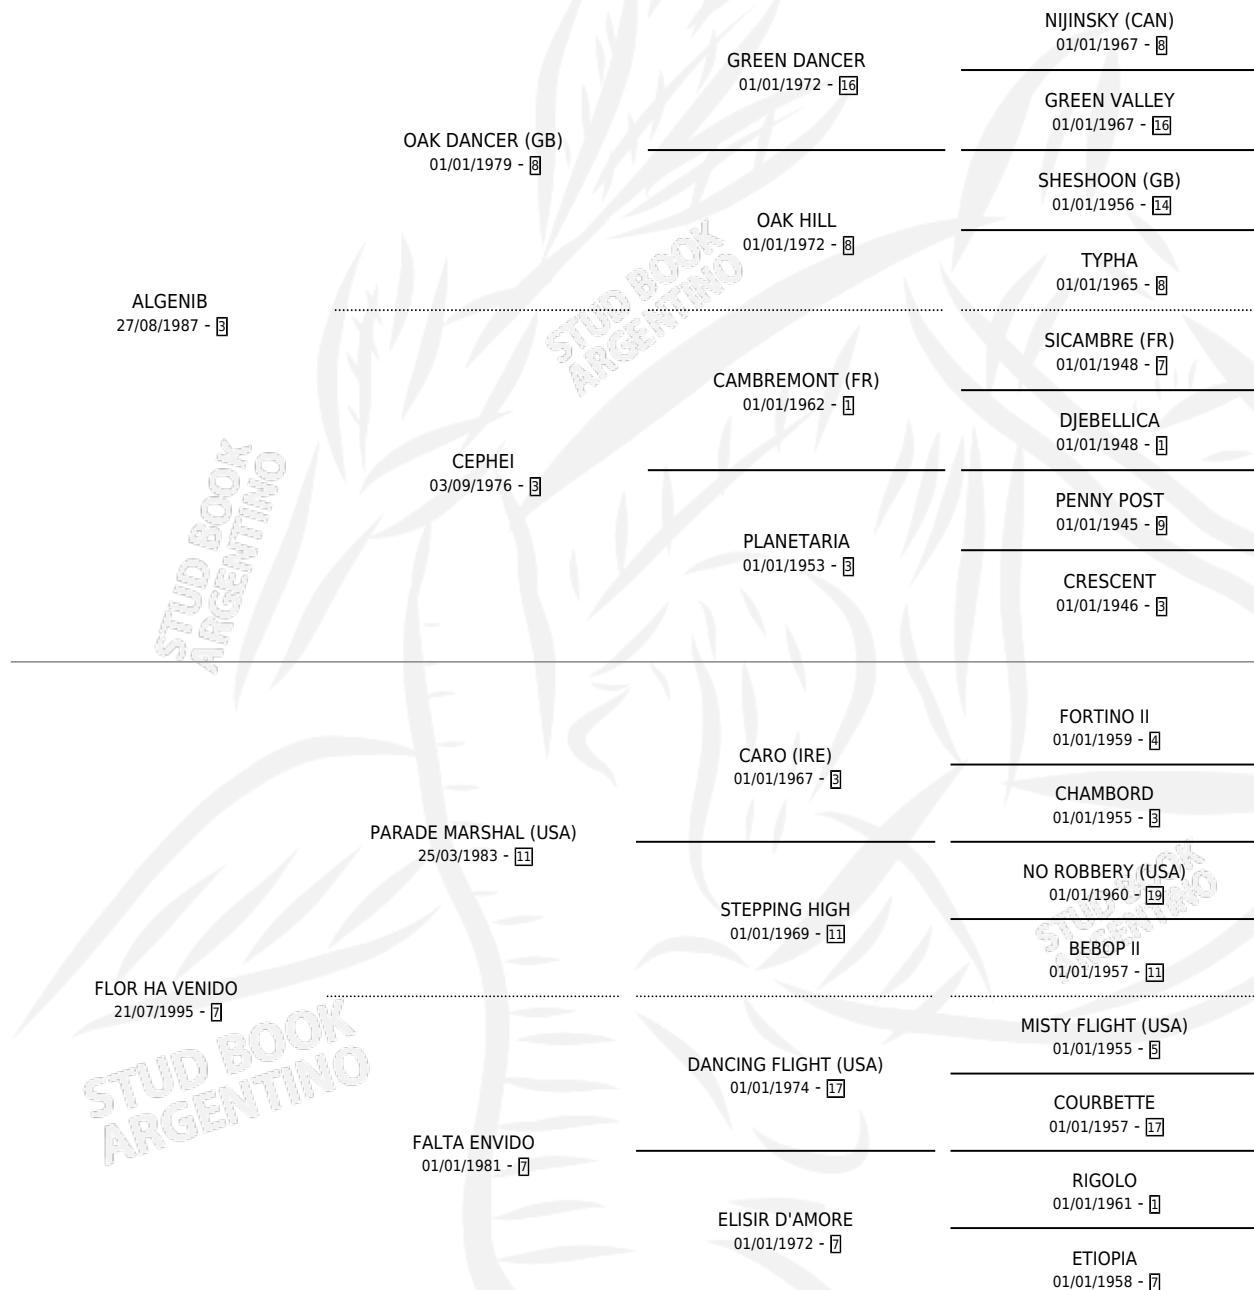 NIJINSKY (CAN)
01/01/1967 - 8
GREEN DANCER
01/01/1972 - 16
GREEN VALLEY
01/01/1967 - 16
OAK DANCER (GB)
01/01/1979 - 8
SHESHOON (GB)
01/01/1956 - 14
OAK HILL
01/01/1972 - 8
TYPHA
01/01/1965 - 8
ALGENIB
27/08/1987 - 3
SICAMBRE (FR)
01/01/1948 - 7
CAMBREMONT (FR)
01/01/1962 - 1
DJEBELLICA
01/01/1948 - 1
CEPHEI
03/09/1976 - 3
PENNY POST
01/01/1945 - 9
PLANETARIA
01/01/1953 - 3
CRESCENT
01/01/1946 - 3
FORTINO II
01/01/1959 - 4
CARO (IRE)
01/01/1967 - 3
CHAMBORD
01/01/1955 - 3
PARADE MARSHAL (USA)
25/03/1983 - 11
NO ROBBERY (USA)
01/01/1960 - 19
STEPPING HIGH
01/01/1969 - 11
BEBOP II
01/01/1957 - 11
FLOR HA VENIDO
21/07/1995 - 7
MISTY FLIGHT (USA)
01/01/1955 - 5
DANCING FLIGHT (USA)
01/01/1974 - 17
COURBETTE
01/01/1957 - 17
FALTA ENVIDO
01/01/1981 - 7
RIGOLO
01/01/1961 - 1
ELISIR D'AMORE
01/01/1972 - 7
ETIOPIA
01/01/1958 - 7
STUD BOOK
ARGENTINO
STUD BOOK
ARGENTINO
STUD BOOK
ARGENTINO
STUD BOOK
ARGENTINO